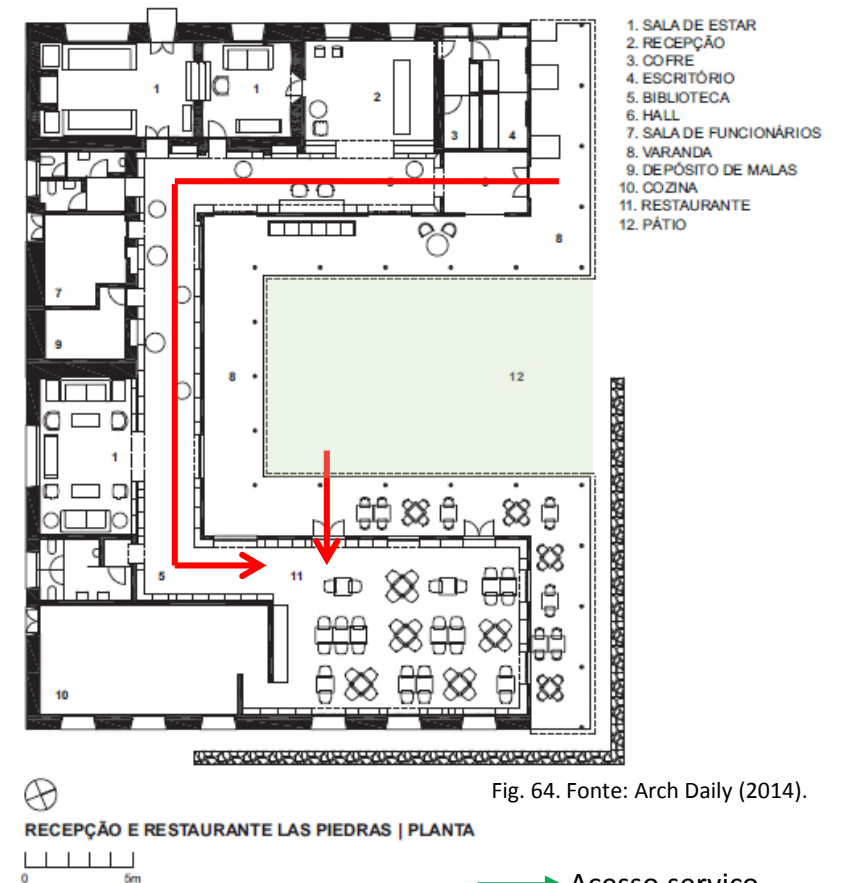 1. SALA DE ESTAR
2. RECEPÇÃO
3. COFRE
4. ESCRITÓRIO
5. BIBLIOTECA
6. HALL
7. SALA DE FUNCIONÁRIOS
8. VARANDA
9. DEPÓSITO DE MALAS
10. COZINA
11. RESTAURANTE
12. PÁTIO
1
1
2
3
4
8
7
9
8
12
1
5
11
10
Fig. 64. Fonte: Arch Daily (2014).
RECEPÇÃO E RESTAURANTE LAS PIEDRAS | PLANTA
0
5m
Acesso serviço